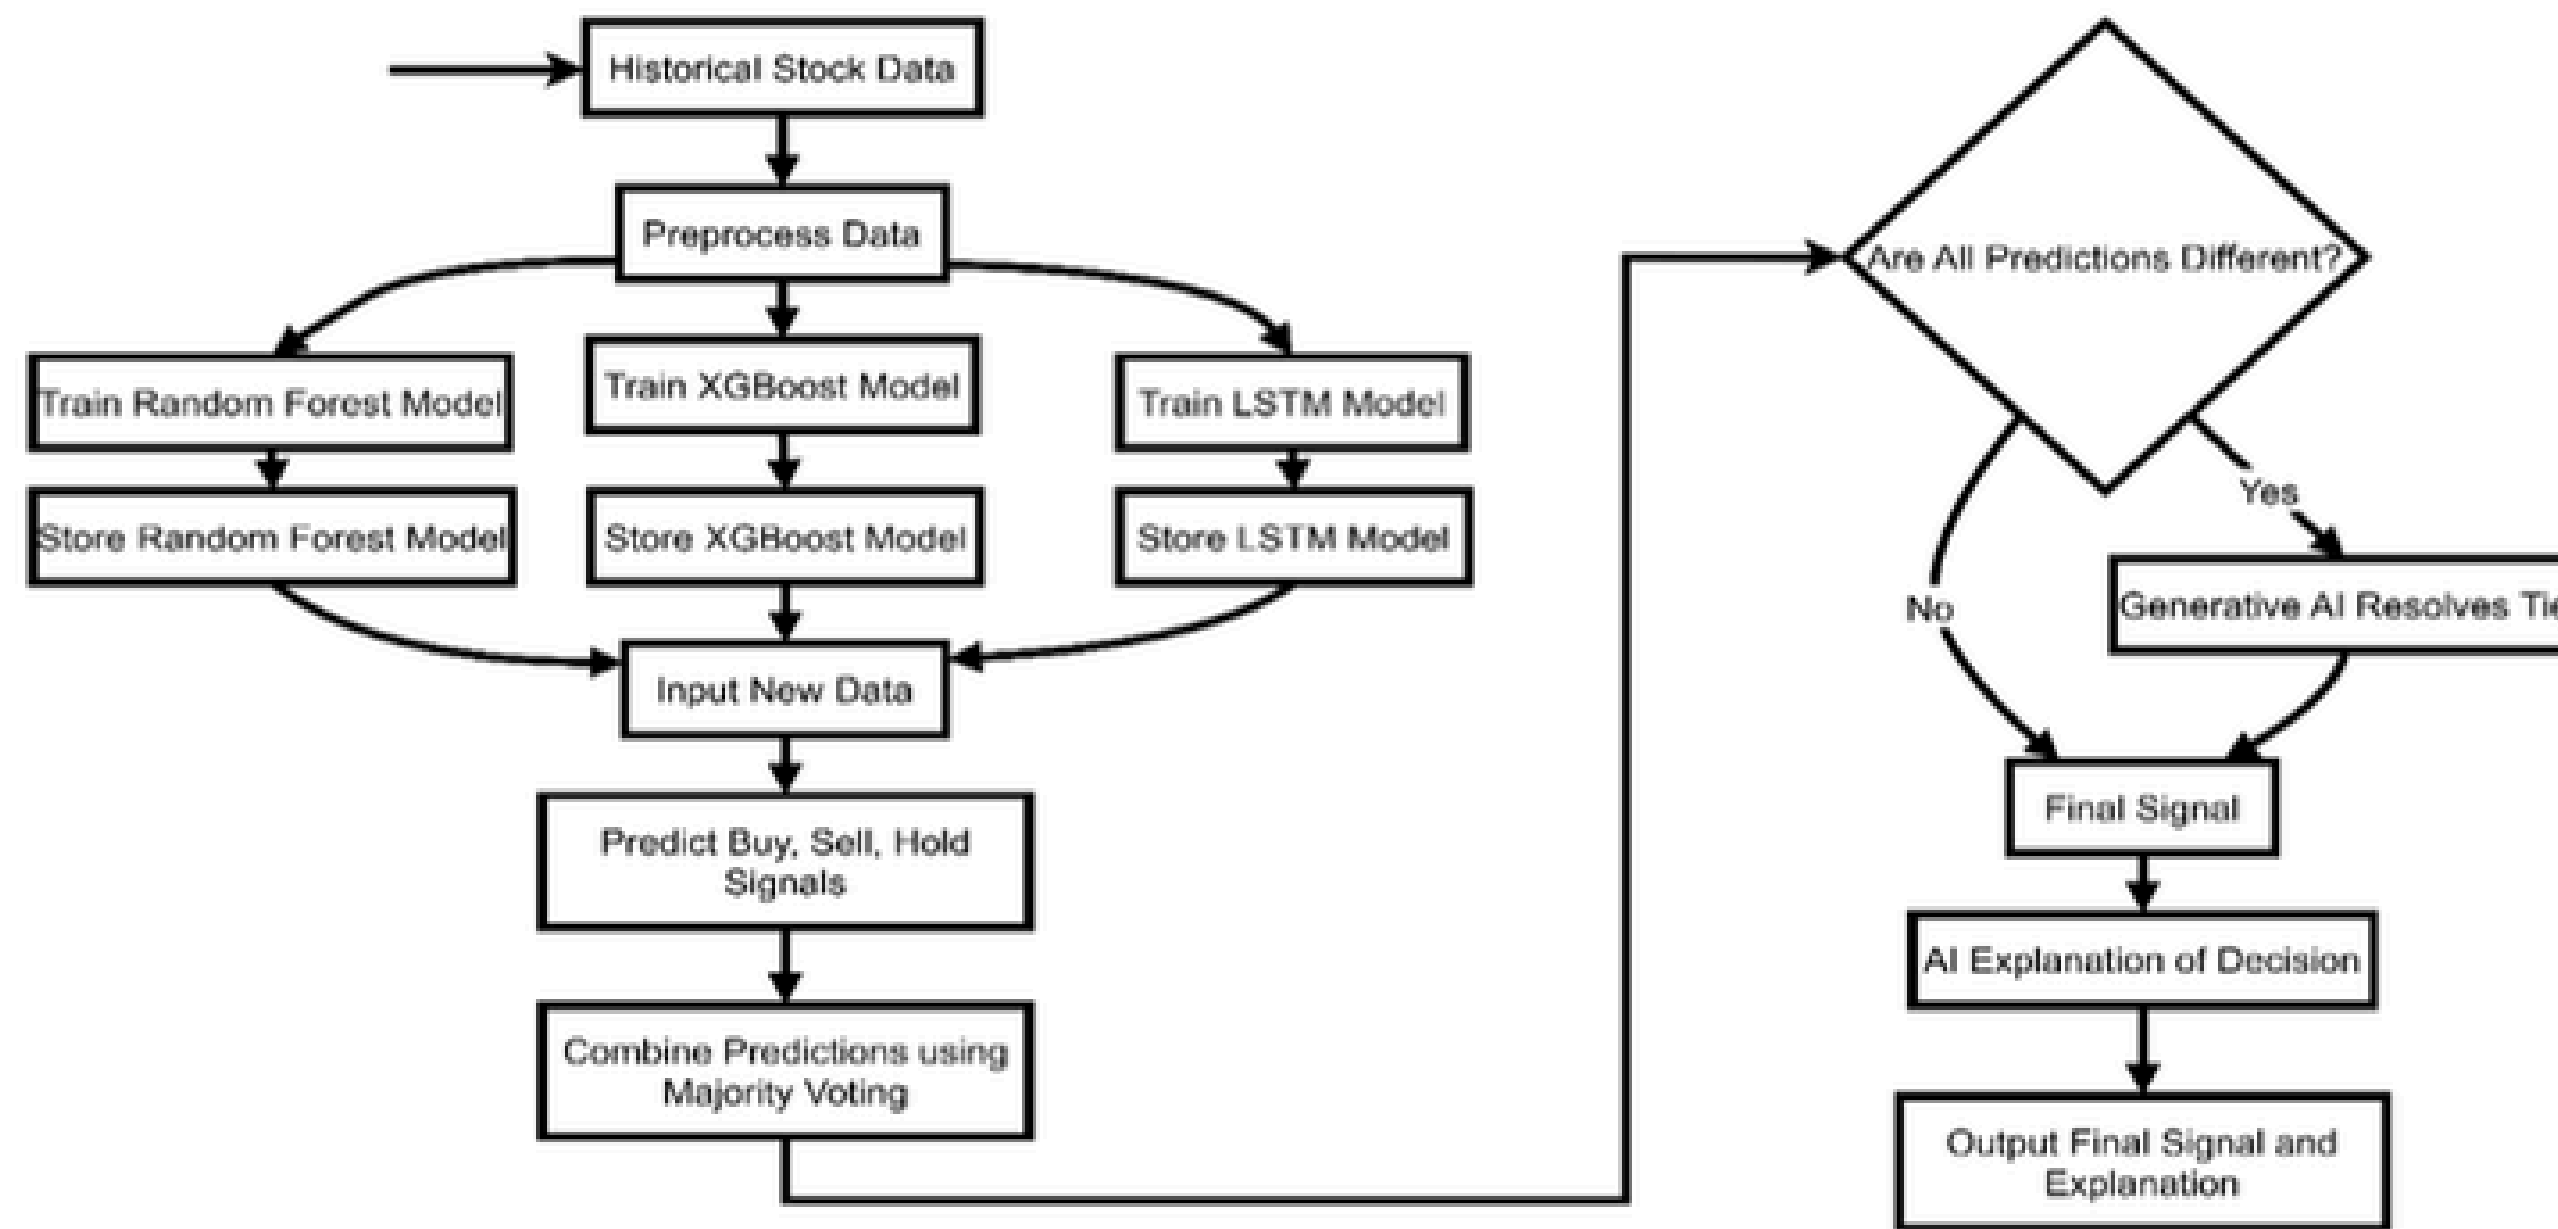 Historical Stock Data
Preprocess Data
Train Random Forest Model
Train XGBoost Model
Train LSTM Model
Store Random Forest Model
Store XGBoost Model
Store LSTM Model
Input New Data
Predict Buy, Sell, Hold
Signals
Combine Predictions using
Majority Voting
Are All Predictions Different?
Yes
No
Generative AI Resolves Tie
Final Signal
AI Explanation of Decision
Output Final Signal and
Explanation